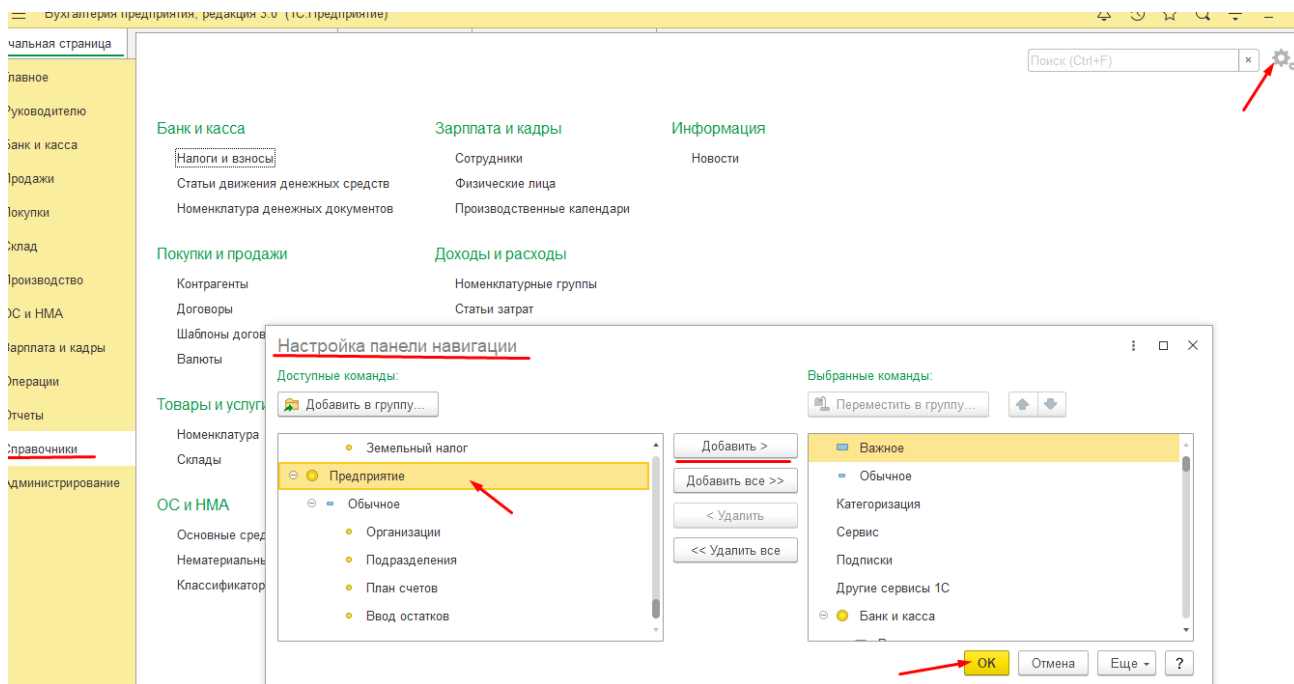 Бухгалтерия предприятия, редакция 3.0 (1С:Предприятие)
чальная страница
Поиск (Ctrl+F)
×
лавное
Руководителю
Банк и касса
Продажи
Покупки
Склад
Производство
ОС и НМА
Зарплата и кадры
Операции
Отчеты
Справочники
Администрирование
Банк и касса
Налоги и взносы
Статьи движения денежных средств
Номенклатура денежных документов
Зарплата и кадры
Сотрудники
Физические лица
Производственные календари
Информация
Новости
Покупки и продажи
Контрагенты
Договоры
Шаблоны догов
Валюты
Доходы и расходы
Номенклатурные группы
Статьи затрат
Товары и услуги
Номенклатура
Склады
ОС и НМА
Основные сред
Нематериальн
Классификатор
Настройка панели навигации
Доступные команды:
Добавить в группу...
Земельный налог
Предприятие
Обычное
Организации
Подразделения
План счетов
Ввод остатков
Добавить >
Добавить все >>
< Удалить
<< Удалить все
Выбранные команды:
Переместить в группу...
Важное
Обычное
Категоризация
Сервис
Подписки
Другие сервисы 1С
Банк и касса
ОК
Отмена
Еще
?